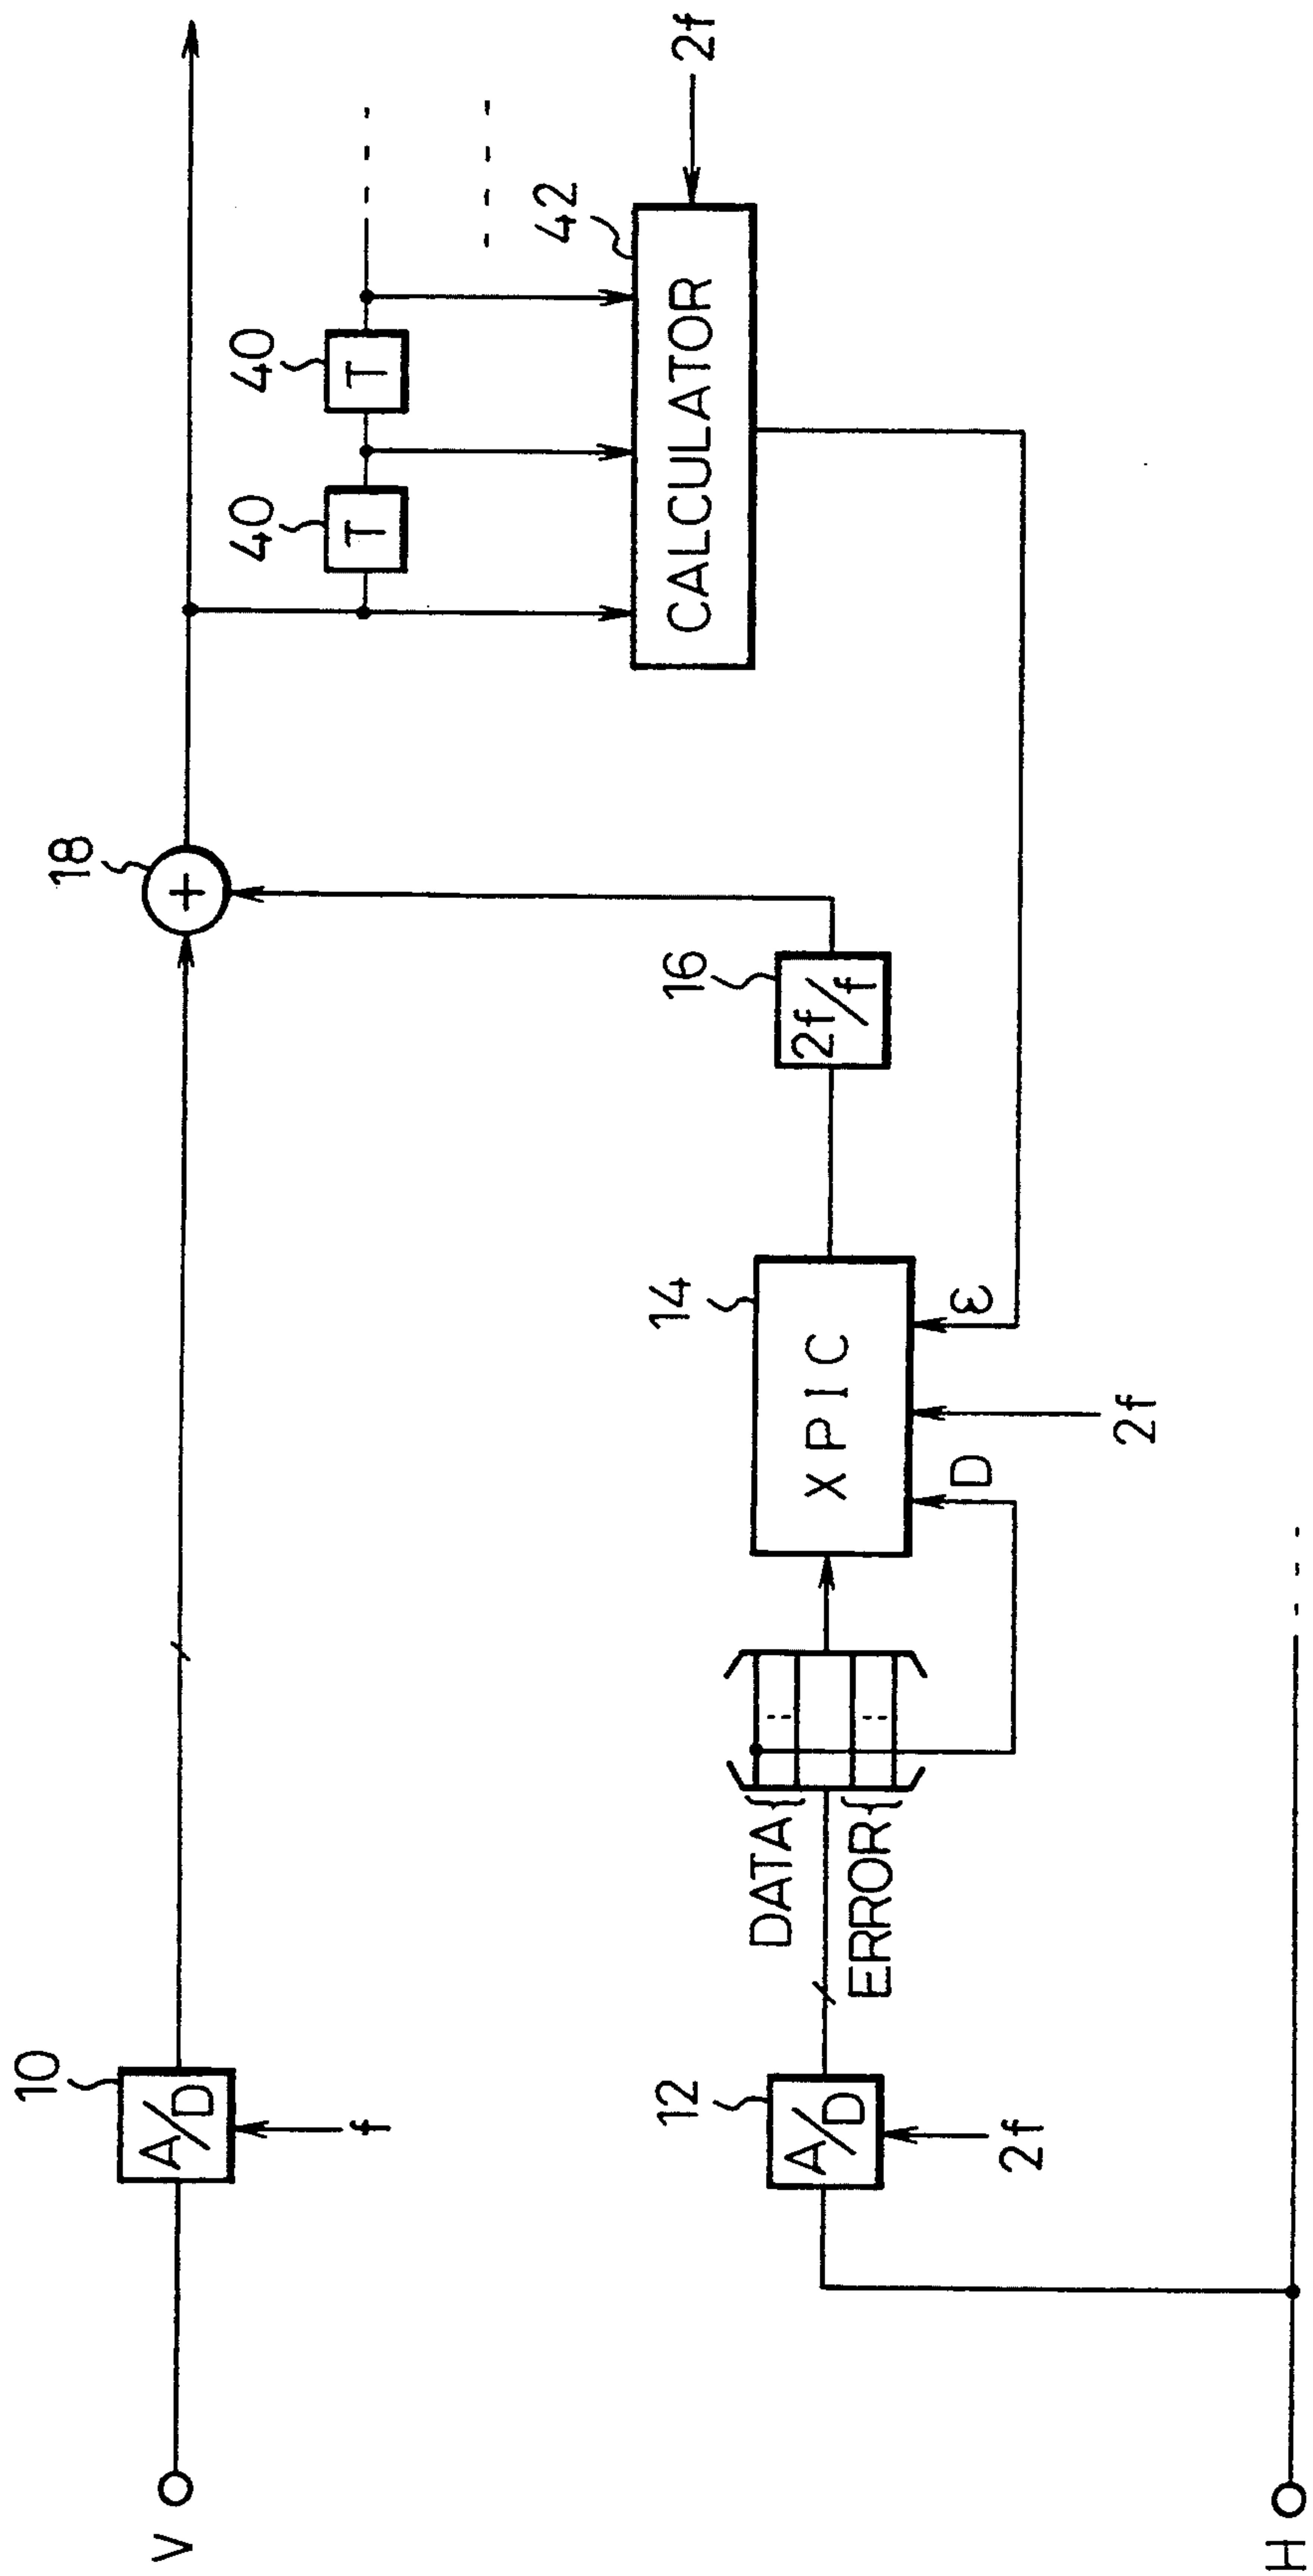 V
10
A/D
f
18
+
40
T
40
T
42
CALCULATOR
2f
12
A/D
2f
DATA
ERROR
14
XPIC
D
2f
ε
16
2f/f
H